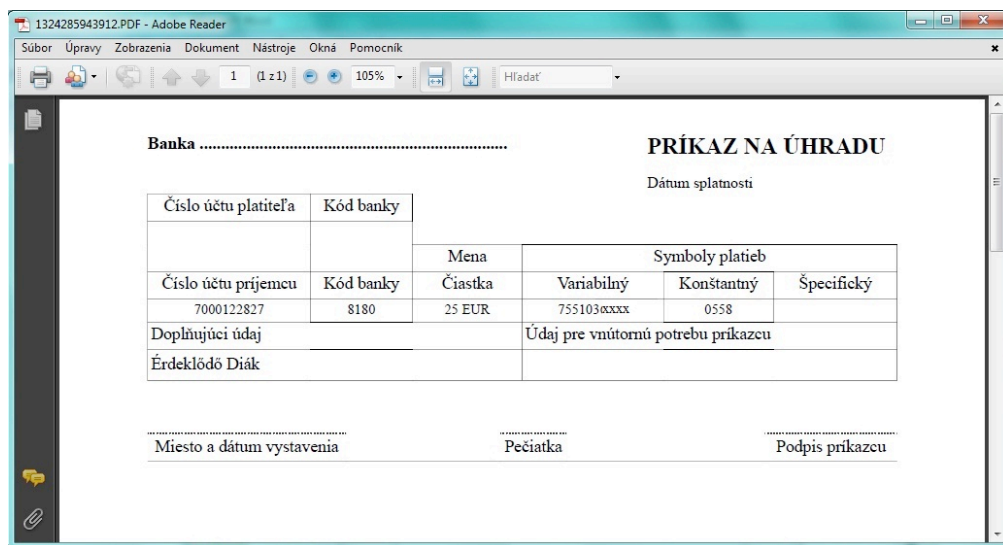 1324285943912.PDF - Adobe Reader
Súbor Úpravy Zobrazenia Dokument Nástroje Okná Pomocník
1 (1 z 1) 105% Hľadať
Banka ........................................................................
PRÍKAZ NA ÚHRADU
Dátum splatnosti
Číslo účtu platiteľa Kód banky
Mena Symboly platieb
Číslo účtu príjemcu Kód banky Čiastka Variabilný Konštantný Špecifický
7000122827 8180 25 EUR 755103xxxx 0558
Doplňujúci údaj Údaj pre vnútornú potrebu príkazcu
Érdeklődő Diák
Miesto a dátum vystavenia Pečiatka Podpis príkazcu